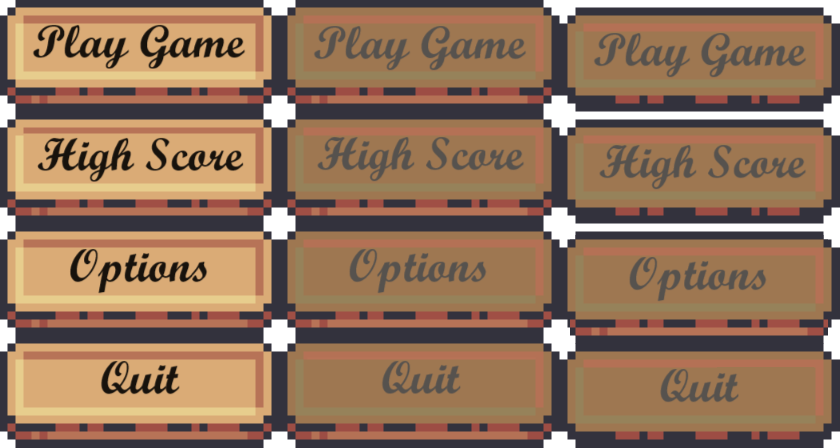 Play Game Play Game Play Game
High Score High Score High Score
Options Options Options
Quit Quit Quit